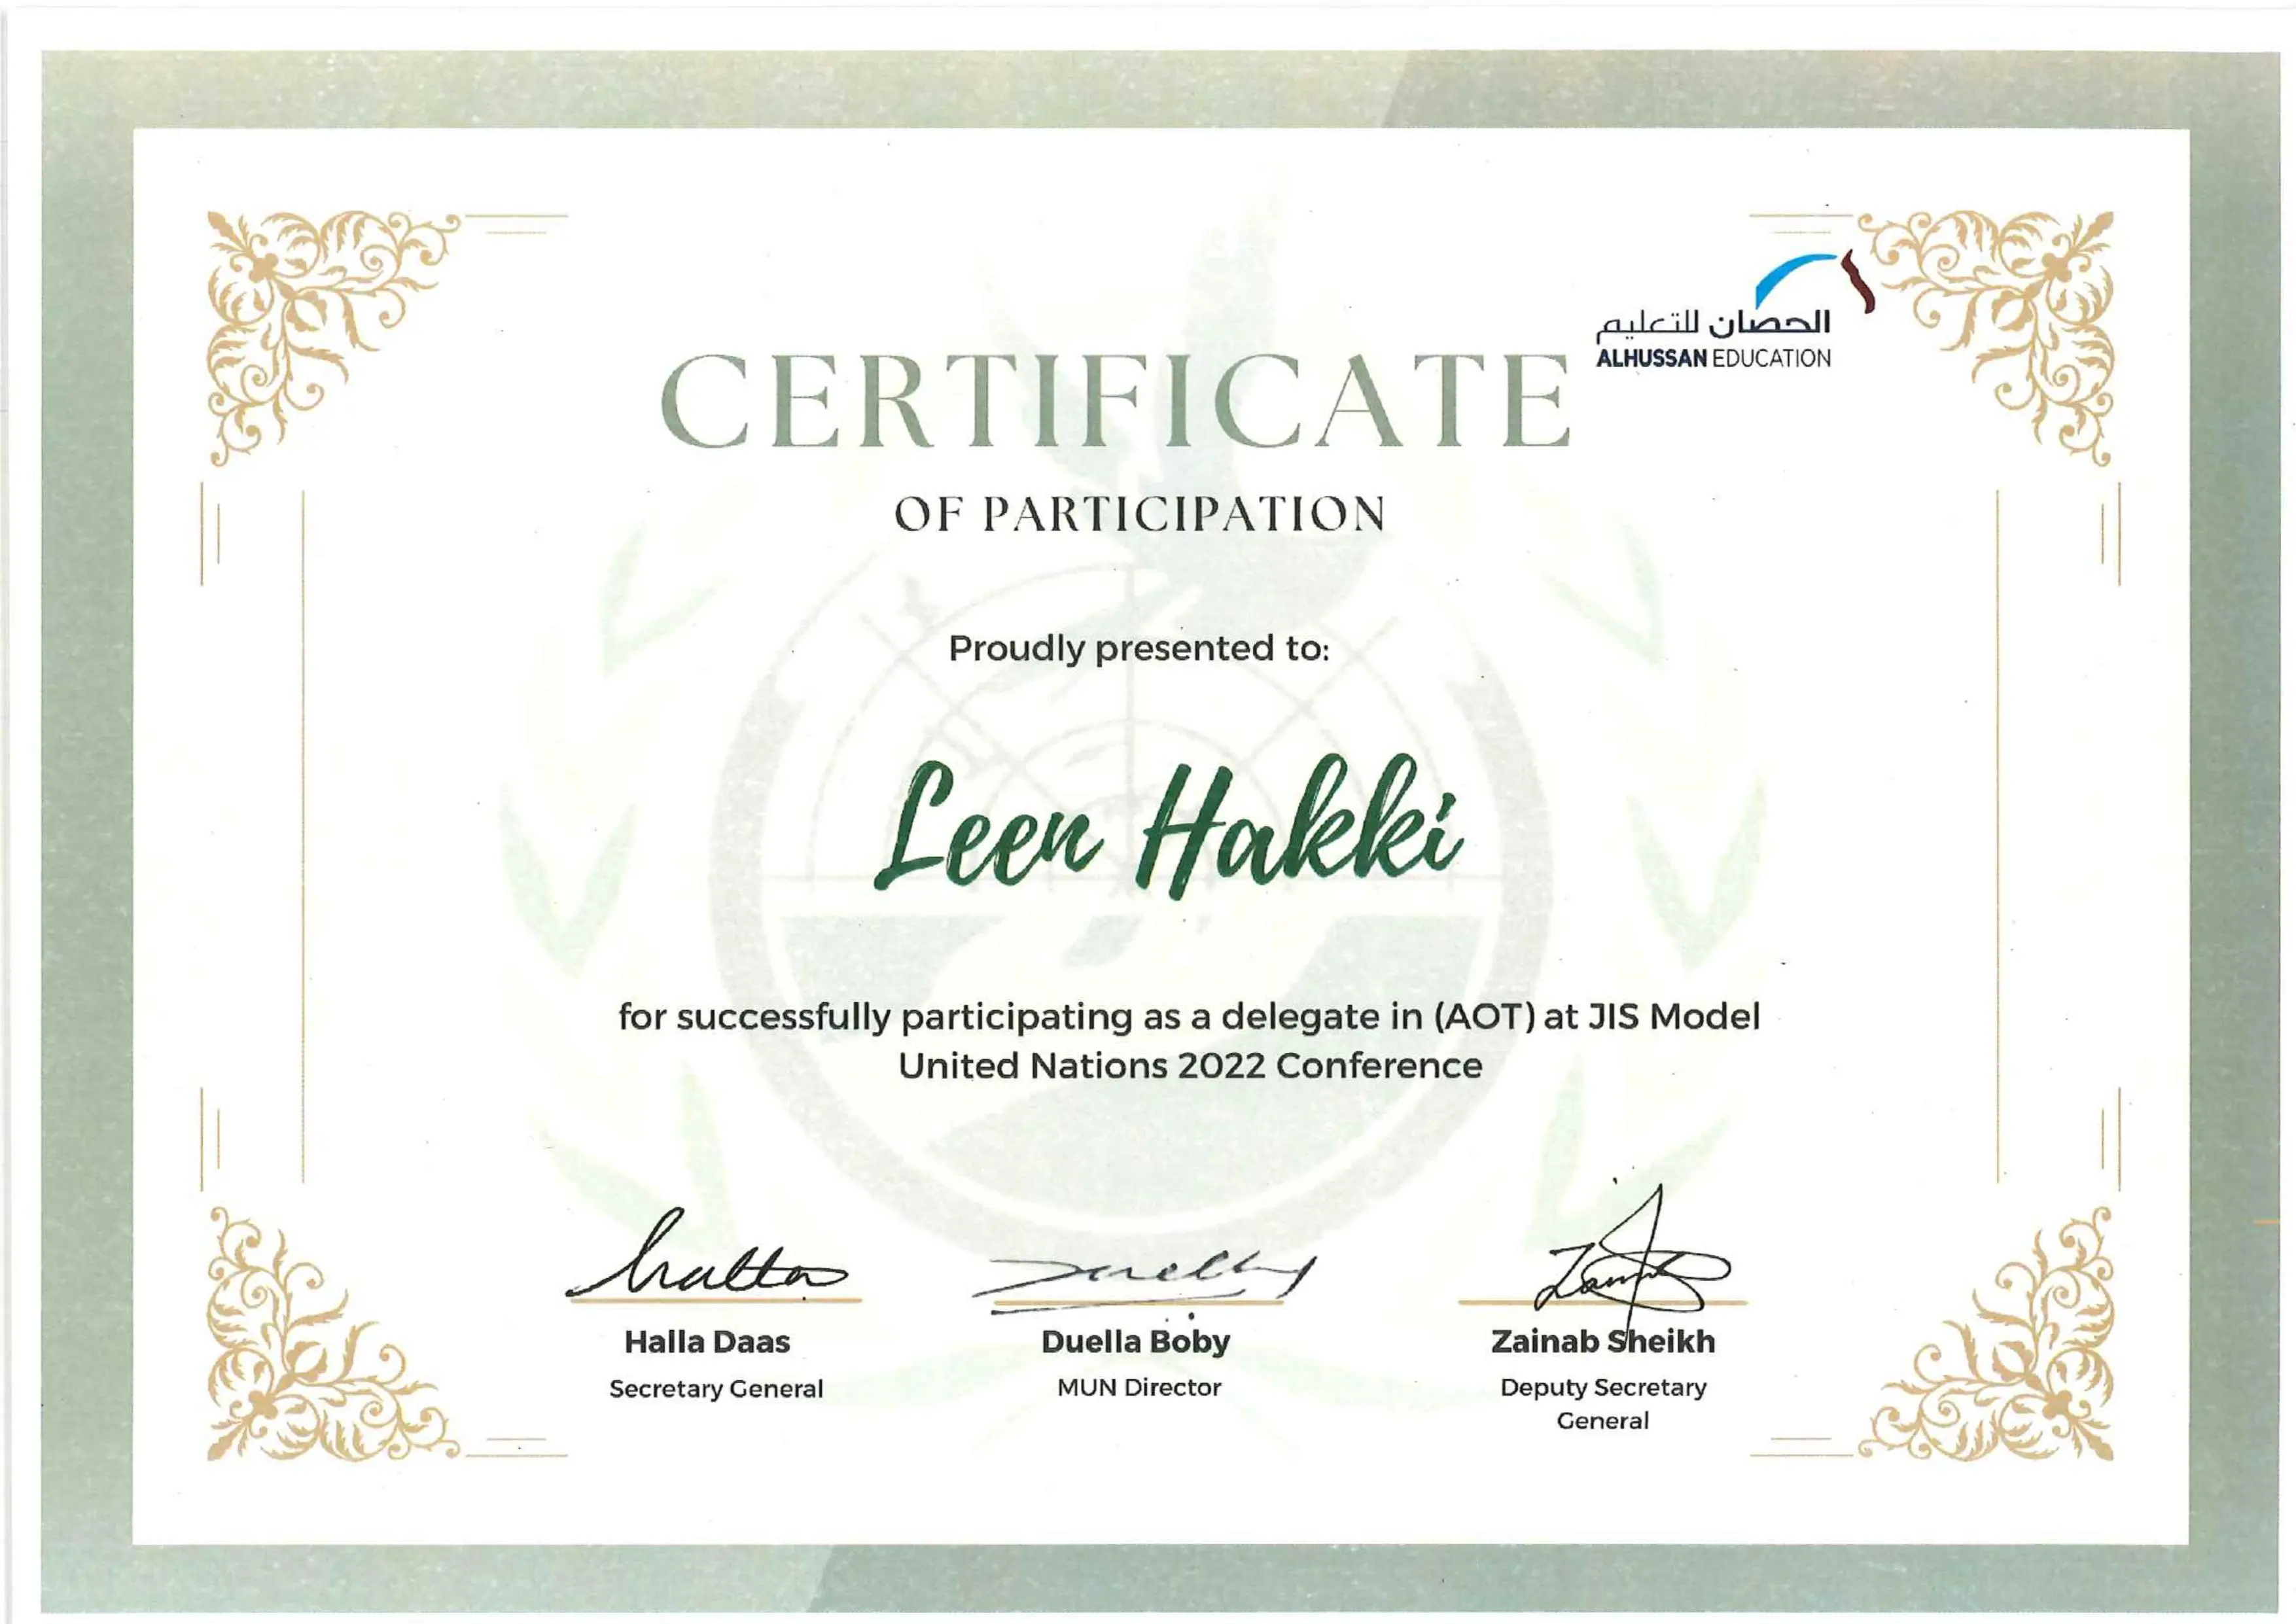 الحصان للتعليم
ALHUSSAN EDUCATION
CERTIFICATE
OF PARTICIPATION
Proudly presented to:
Leen Hakki
for successfully participating as a delegate in (AOT) at JIS Model
United Nations 2022 Conference
Halla Daas
Secretary General
Duella Boby
MUN Director
Zainab Sheikh
Deputy Secretary
General